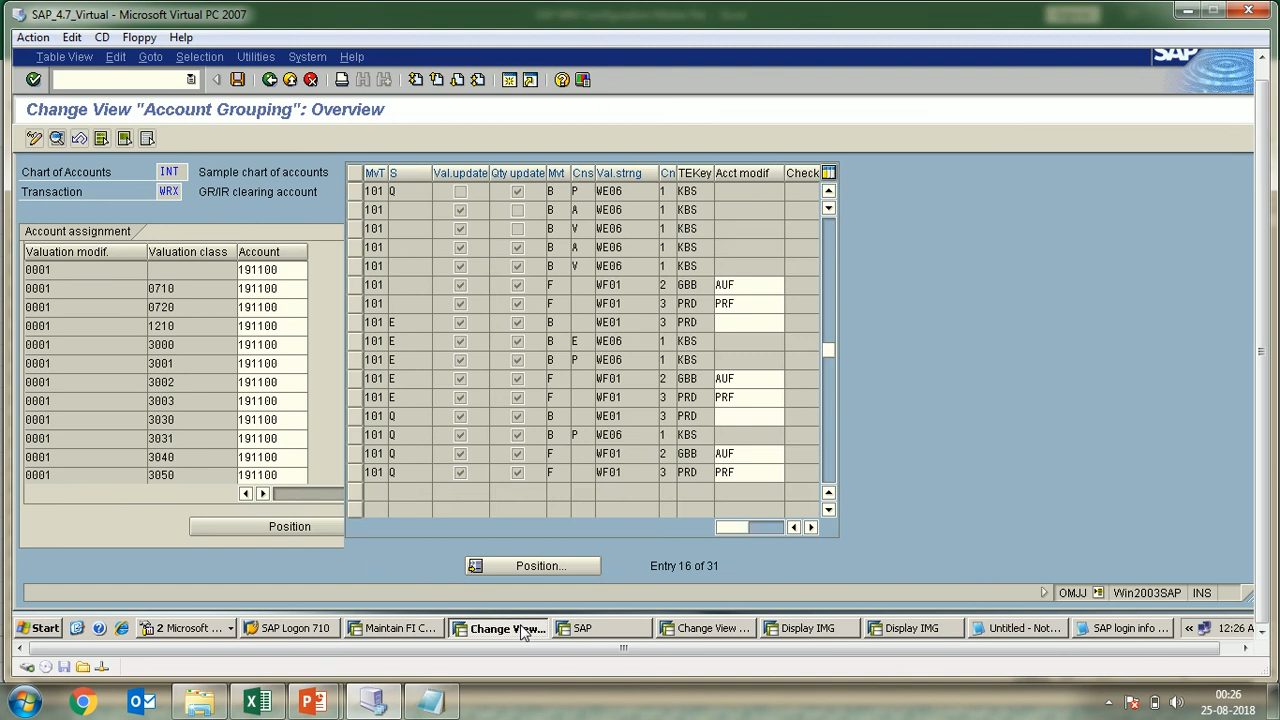 SAP_4.7_Virtual - Microsoft Virtual PC 2007
Action Edit CD Floppy Help
Table View Edit Goto Selection Utilities System Help
SAP
Change View "Account Grouping": Overview
Chart of Accounts INT Sample chart of accounts
Transaction WRX GR/IR clearing account
Account assignment
Valuation modif. Valuation class Account
0001 191100
0001 0710 191100
0001 0720 191100
0001 1210 191100
0001 3000 191100
0001 3001 191100
0001 3002 191100
0001 3003 191100
0001 3030 191100
0001 3031 191100
0001 3040 191100
0001 3050 191100
Position
MvT S Val.update Qty update Mvt Cns Val.strng Cn TEKey Acct modif Check
101 Q B P WE06 1 KBS
101 B A WE06 1 KBS
101 B V WE06 1 KBS
101 B A WE06 1 KBS
101 B V WE06 1 KBS
101 F WF01 2 GBB AUF
101 F WF01 3 PRD PRF
101 E B WE01 3 PRD
101 E B E WE06 1 KBS
101 E B P WE06 1 KBS
101 E F WF01 2 GBB AUF
101 E F WF01 3 PRD PRF
101 Q B WE01 3 PRD
101 Q B P WE06 1 KBS
101 Q F WF01 2 GBB AUF
101 Q F WF01 3 PRD PRF
Position... Entry 16 of 31
OMJJ Win2003SAP INS
Start 2 Microsoft ... SAP Logon 710 Maintain FI C... Change View... SAP Change View ... Display IMG Display IMG Untitled - Not... SAP login info ... 12:26 A
00:26
25-08-2018